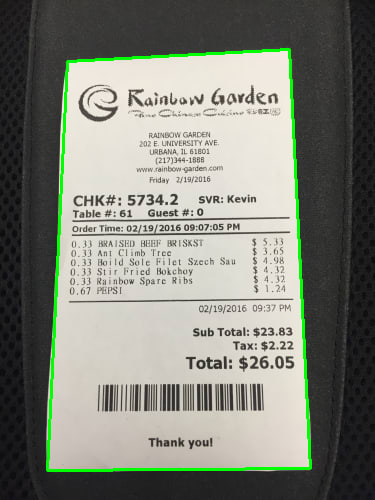 Rainbow Garden
Fine Chinese Cuisine
RAINBOW GARDEN
202 E. UNIVERSITY AVE.
URBANA, IL 61801
(217)344-1888
www.rainbow-garden.com
Friday 2/19/2016
CHK#: 5734.2 SVR: Kevin
Table #: 61 Guest #: 0
Order Time: 02/19/2016 09:07:05 PM
0.33 BRAISED BEEF BRISKST $ 5.33
0.33 Ant Climb Tree $ 3.65
0.33 Boild Sole Filet Szech Sau $ 4.98
0.33 Stir Fried Bokchoy $ 4.32
0.33 Rainbow Spare Ribs $ 4.32
0.67 PEPSI $ 1.24
02/19/2016 09:37 PM
Sub Total: $23.83
Tax: $2.22
Total: $26.05
Thank you!